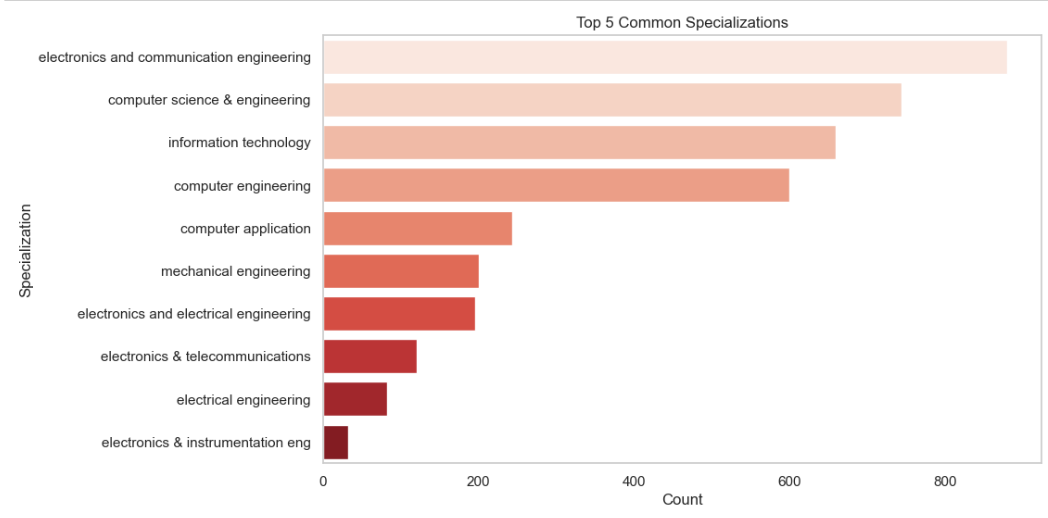 Top 5 Common Specializations
electronics and communication engineering
computer science & engineering
information technology
computer engineering
computer application
mechanical engineering
electronics and electrical engineering
electronics & telecommunications
electrical engineering
electronics & instrumentation eng
Specialization
0 200 400 600 800
Count